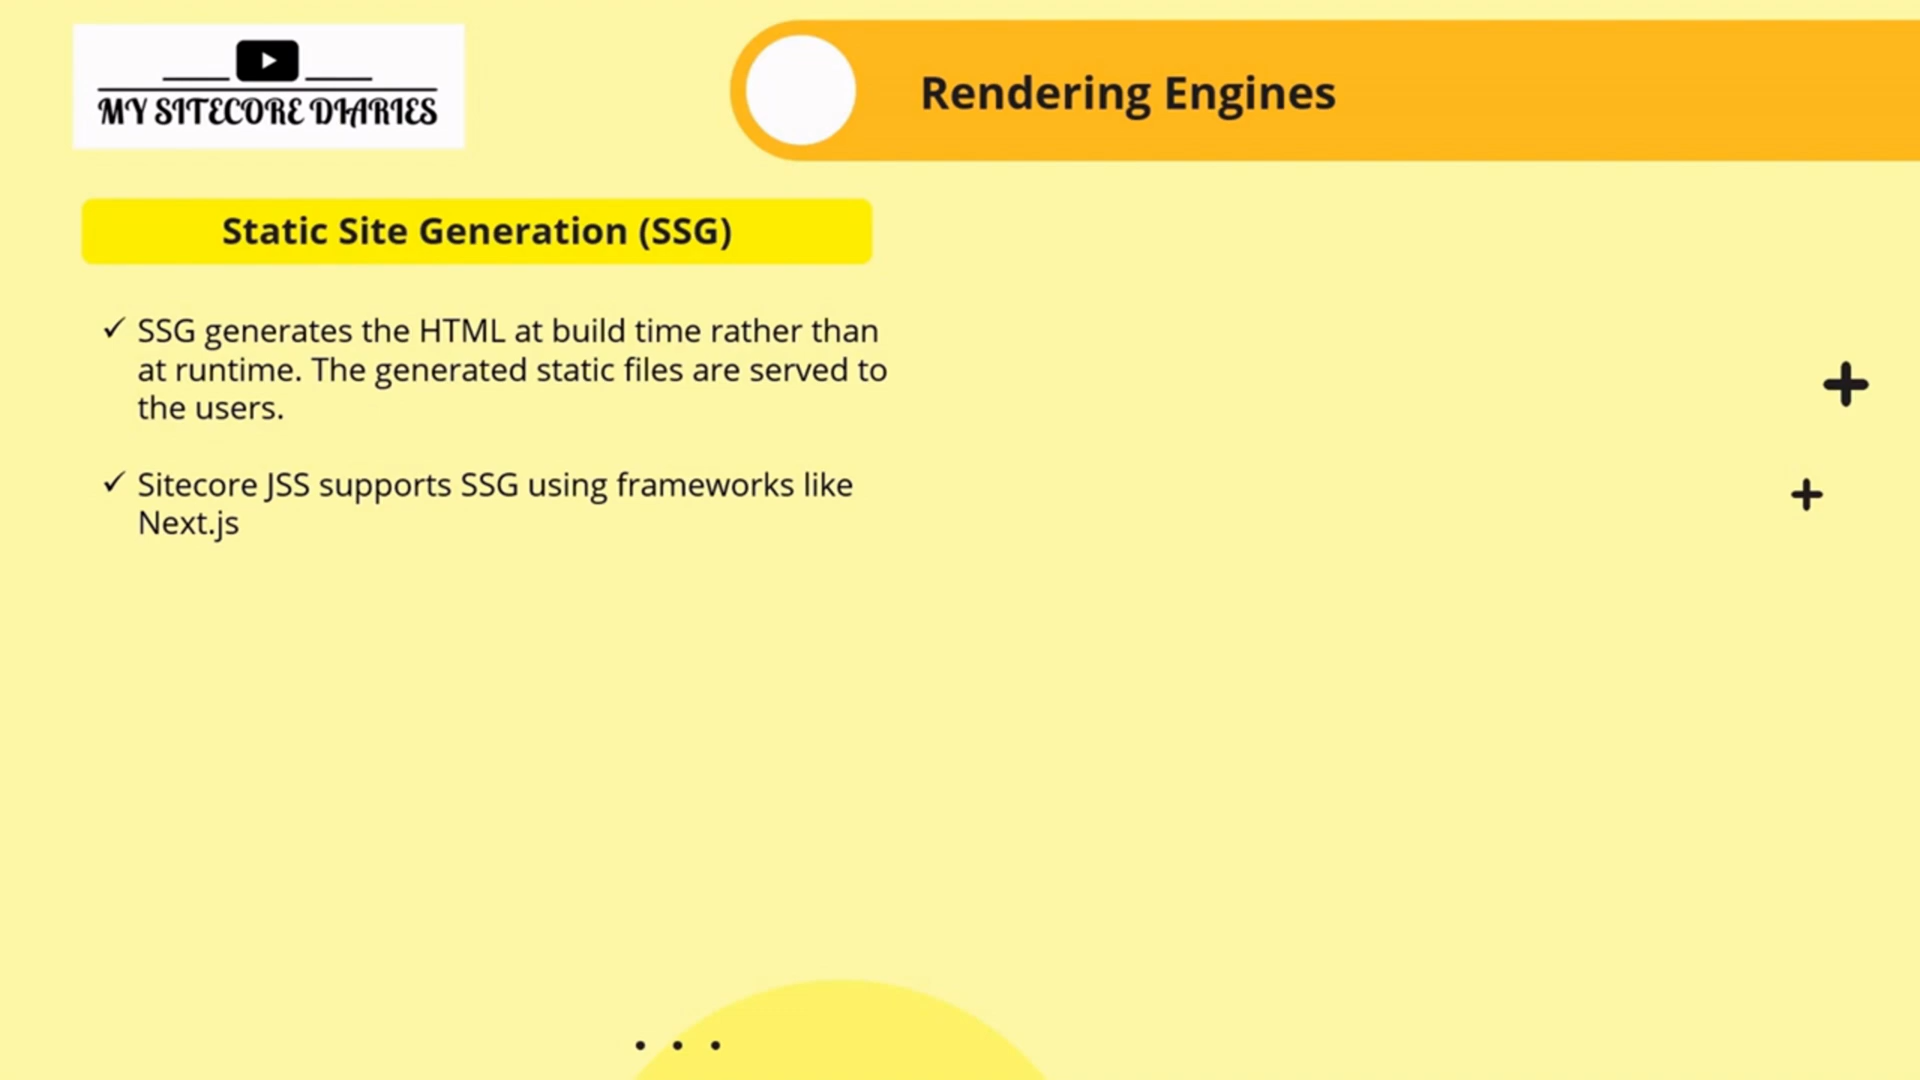 MY SITECORE DIARIES
Rendering Engines
Static Site Generation (SSG)
✓ SSG generates the HTML at build time rather than
at runtime. The generated static files are served to
the users.
✓ Sitecore JSS supports SSG using frameworks like
Next.js